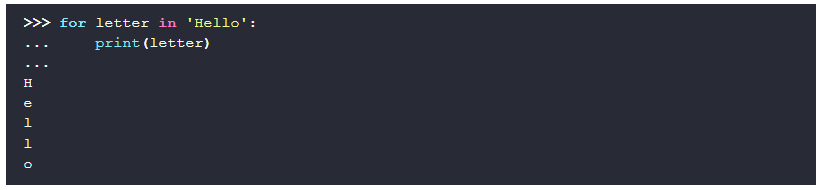 >>> for letter in 'Hello':
...     print(letter)
...
H
e
l
l
o